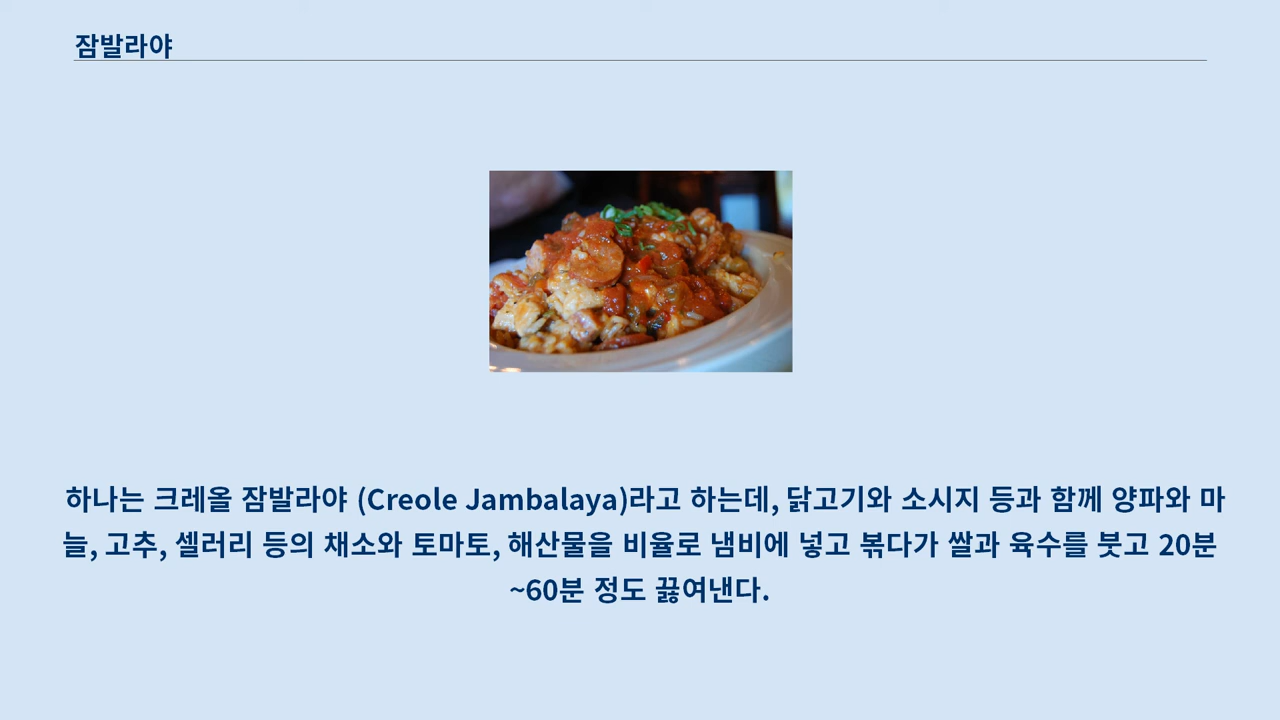 잠발라야
하나는 크레올 잠발라야 (Creole Jambalaya)라고 하는데, 닭고기와 소시지 등과 함께 양파와 마
늘, 고추, 셀러리 등의 채소와 토마토, 해산물을 비율로 냄비에 넣고 볶다가 쌀과 육수를 붓고 20분
~60분 정도 끓여낸다.